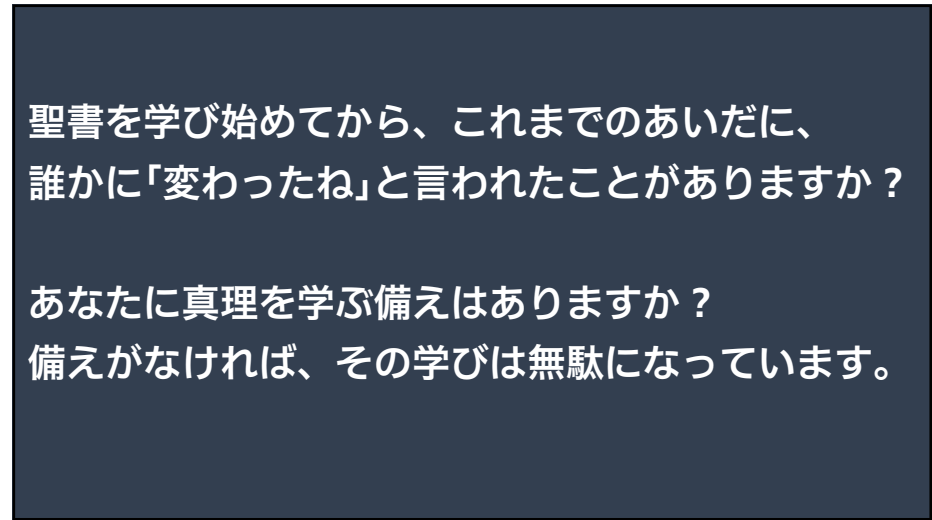 聖書を学び始めてから、これまでのあいだに、
誰かに｢変わったね｣と言われたことがありますか？
あなたに真理を学ぶ備えはありますか？
備えがなければ、その学びは無駄になっています。